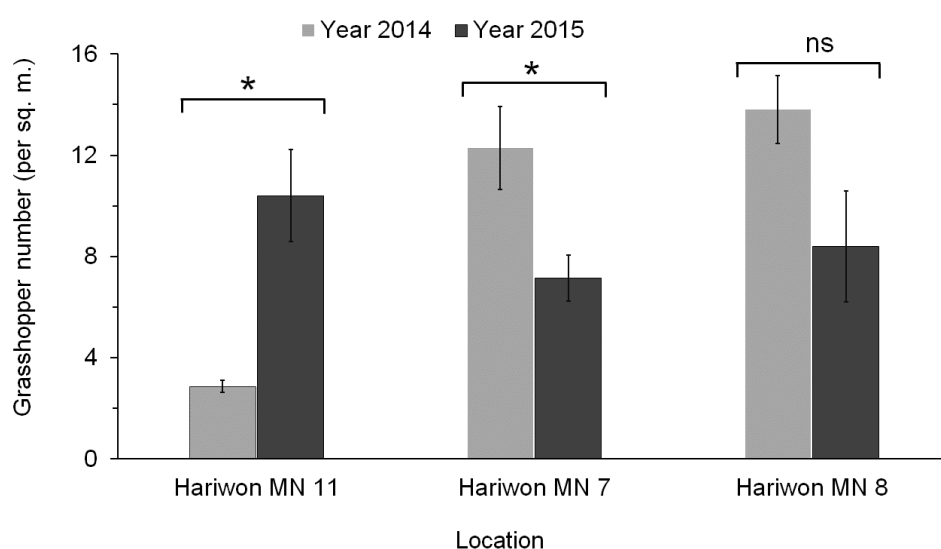 Year 2014 Year 2015
16
12
8
4
0
Grasshopper number (per sq. m.)
*
*
ns
Hariwon MN 11 Hariwon MN 7 Hariwon MN 8
Location